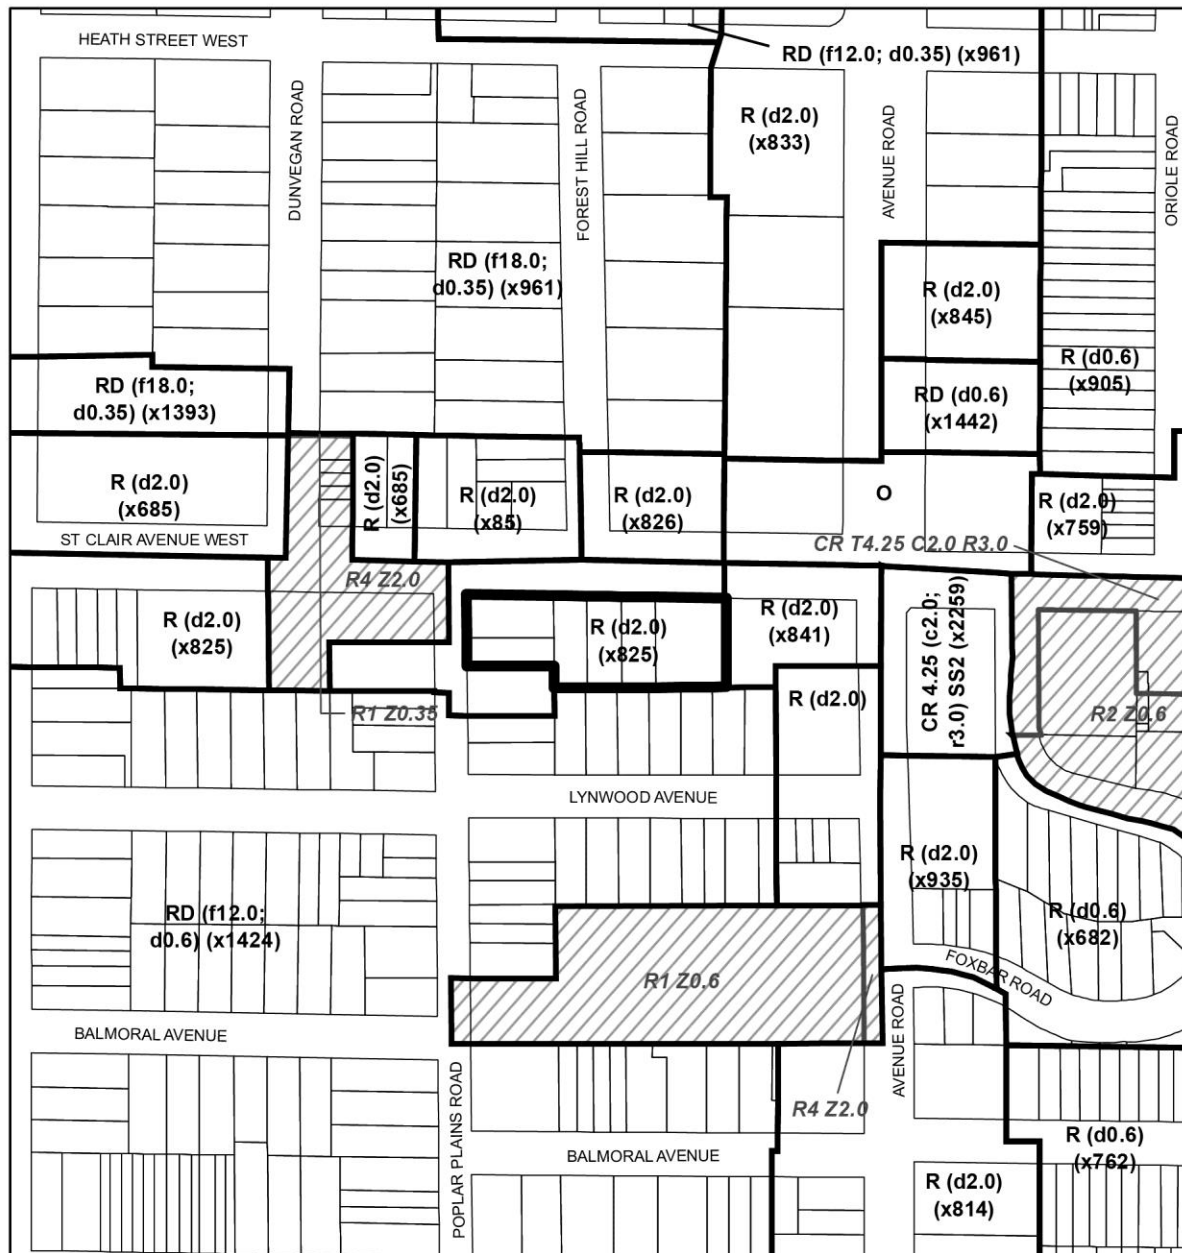 HEATH STREET WEST
RD (f12.0; d0.35) (x961)
DUNVEGAN ROAD
FOREST HILL ROAD
R (d2.0)
(x833)
AVENUE ROAD
ORIOLE ROAD
RD (f18.0;
d0.35) (x961)
R (d2.0)
(x845)
RD (f18.0;
d0.35) (x1393)
RD (d0.6)
(x1442)
R (d0.6)
(x905)
R (d2.0)
(x685)
R (d2.0)
(x685)
R (d2.0)
(x85)
R (d2.0)
(x826)
O
R (d2.0)
(x759)
ST CLAIR AVENUE WEST
CR T4.25 C2.0 R3.0
R4 Z2.0
R (d2.0)
(x825)
R (d2.0)
(x825)
R (d2.0)
(x841)
CR 4.25 (c2.0;
r3.0) SS2 (x2259)
R (d2.0)
R1 Z0.35
R2 Z0.6
LYNWOOD AVENUE
R (d2.0)
(x935)
RD (f12.0;
d0.6) (x1424)
R (d0.6)
(x682)
R1 Z0.6
FOXBAR ROAD
BALMORAL AVENUE
AVENUE ROAD
POPLAR PLAINS ROAD
R4 Z2.0
BALMORAL AVENUE
R (d0.6)
(x762)
R (d2.0)
(x814)